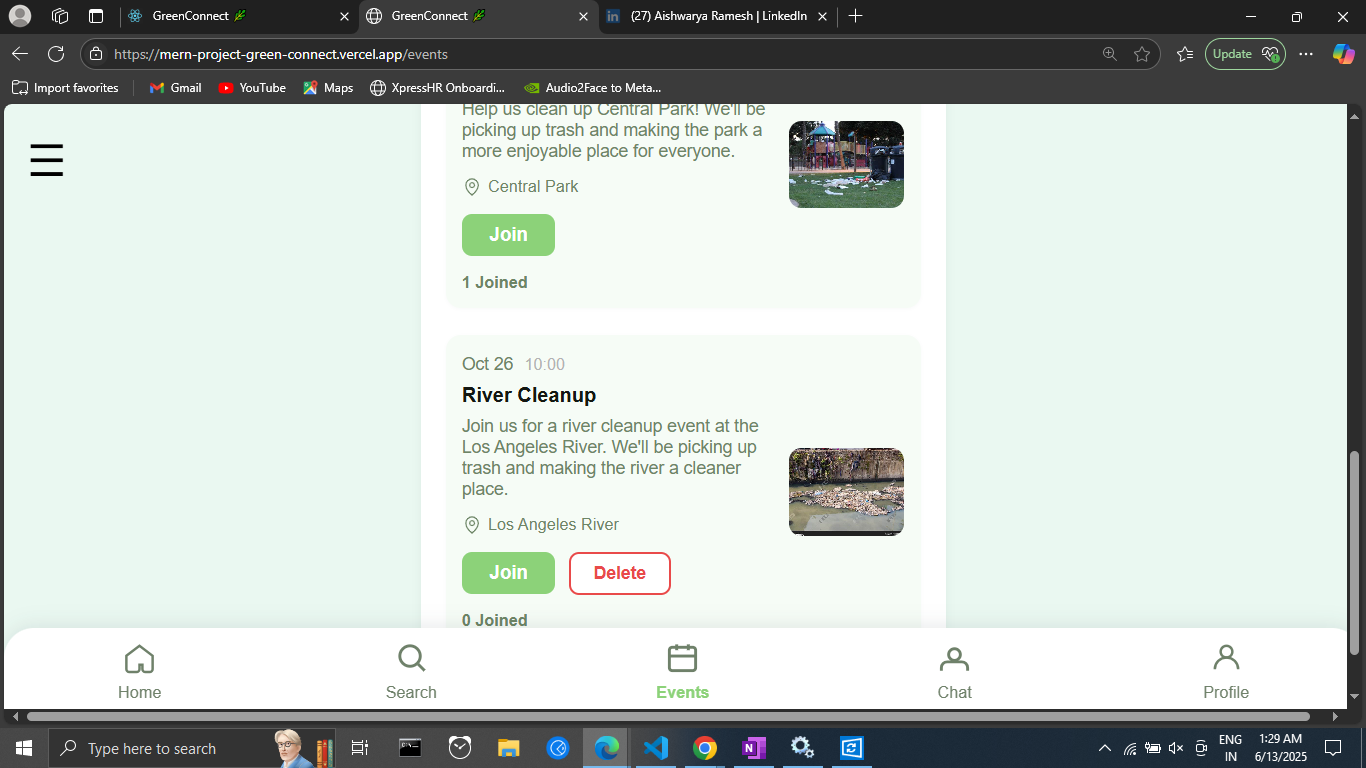 GreenConnect
GreenConnect
(27) Aishwarya Ramesh | LinkedIn
https://mern-project-green-connect.vercel.app/events
Update
Import favorites
Gmail
YouTube
Maps
XpressHR Onboardi...
Audio2Face to Meta...
Help us clean up Central Park! We'll be
picking up trash and making the park a
more enjoyable place for everyone.
Central Park
Join
1 Joined
Oct 26 10:00
River Cleanup
Join us for a river cleanup event at the
Los Angeles River. We'll be picking up
trash and making the river a cleaner
place.
Los Angeles River
Join
Delete
0 Joined
Home
Search
Events
Chat
Profile
Type here to search
ENG
IN
1:29 AM
6/13/2025